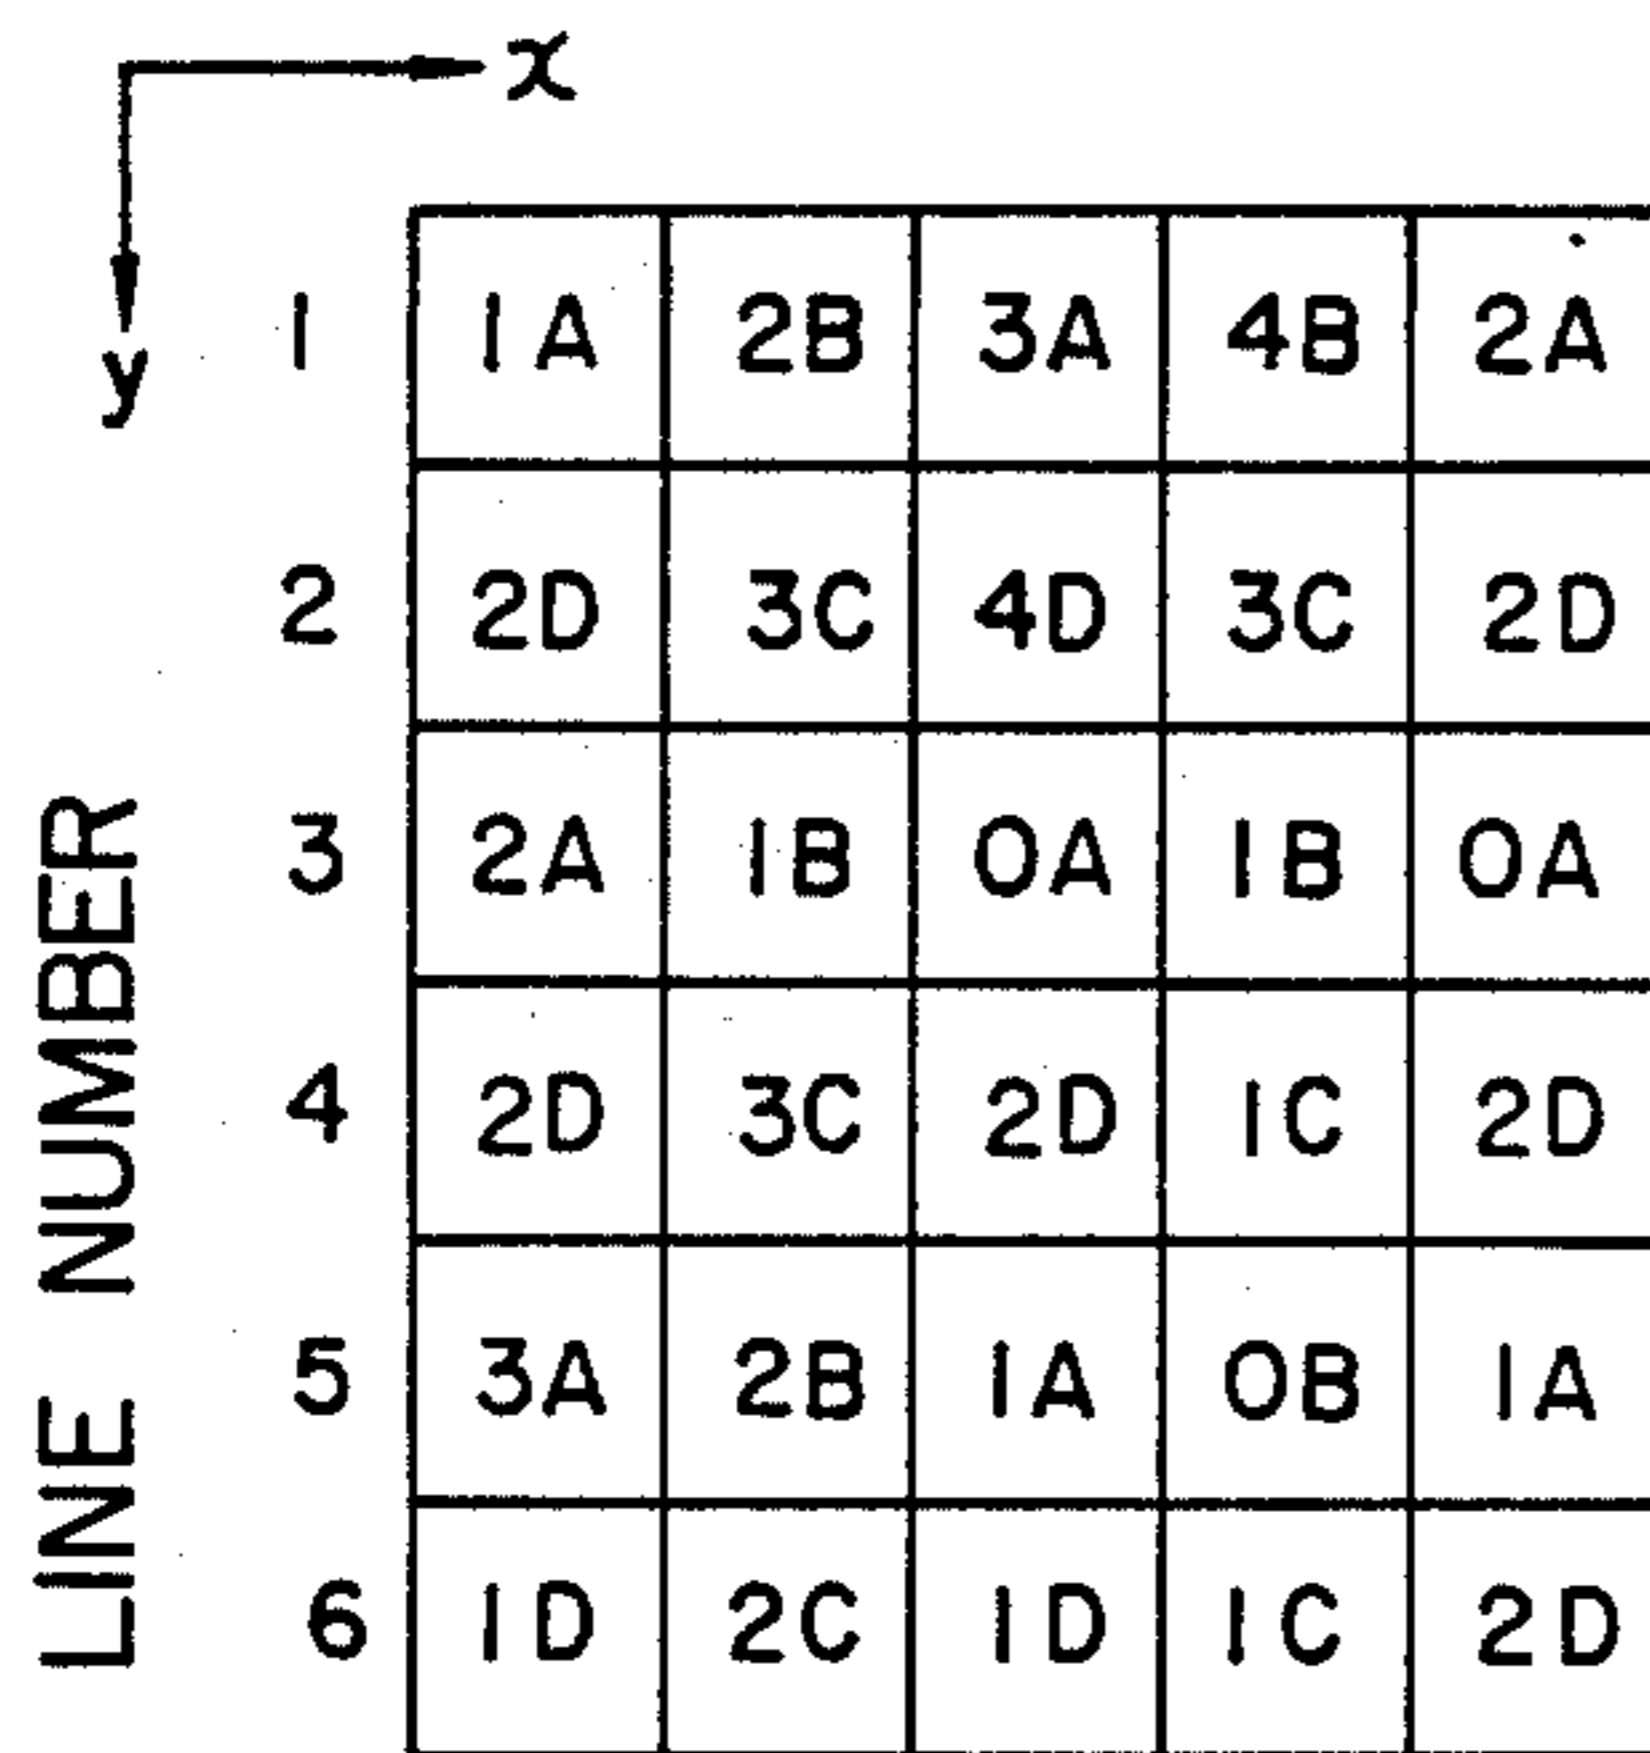 x
y
LINE NUMBER
1 1A 2B 3A 4B 2A
2 2D 3C 4D 3C 2D
3 2A 1B 0A 1B 0A
4 2D 3C 2D 1C 2D
5 3A 2B 1A 0B 1A
6 1D 2C 1D 1C 2D